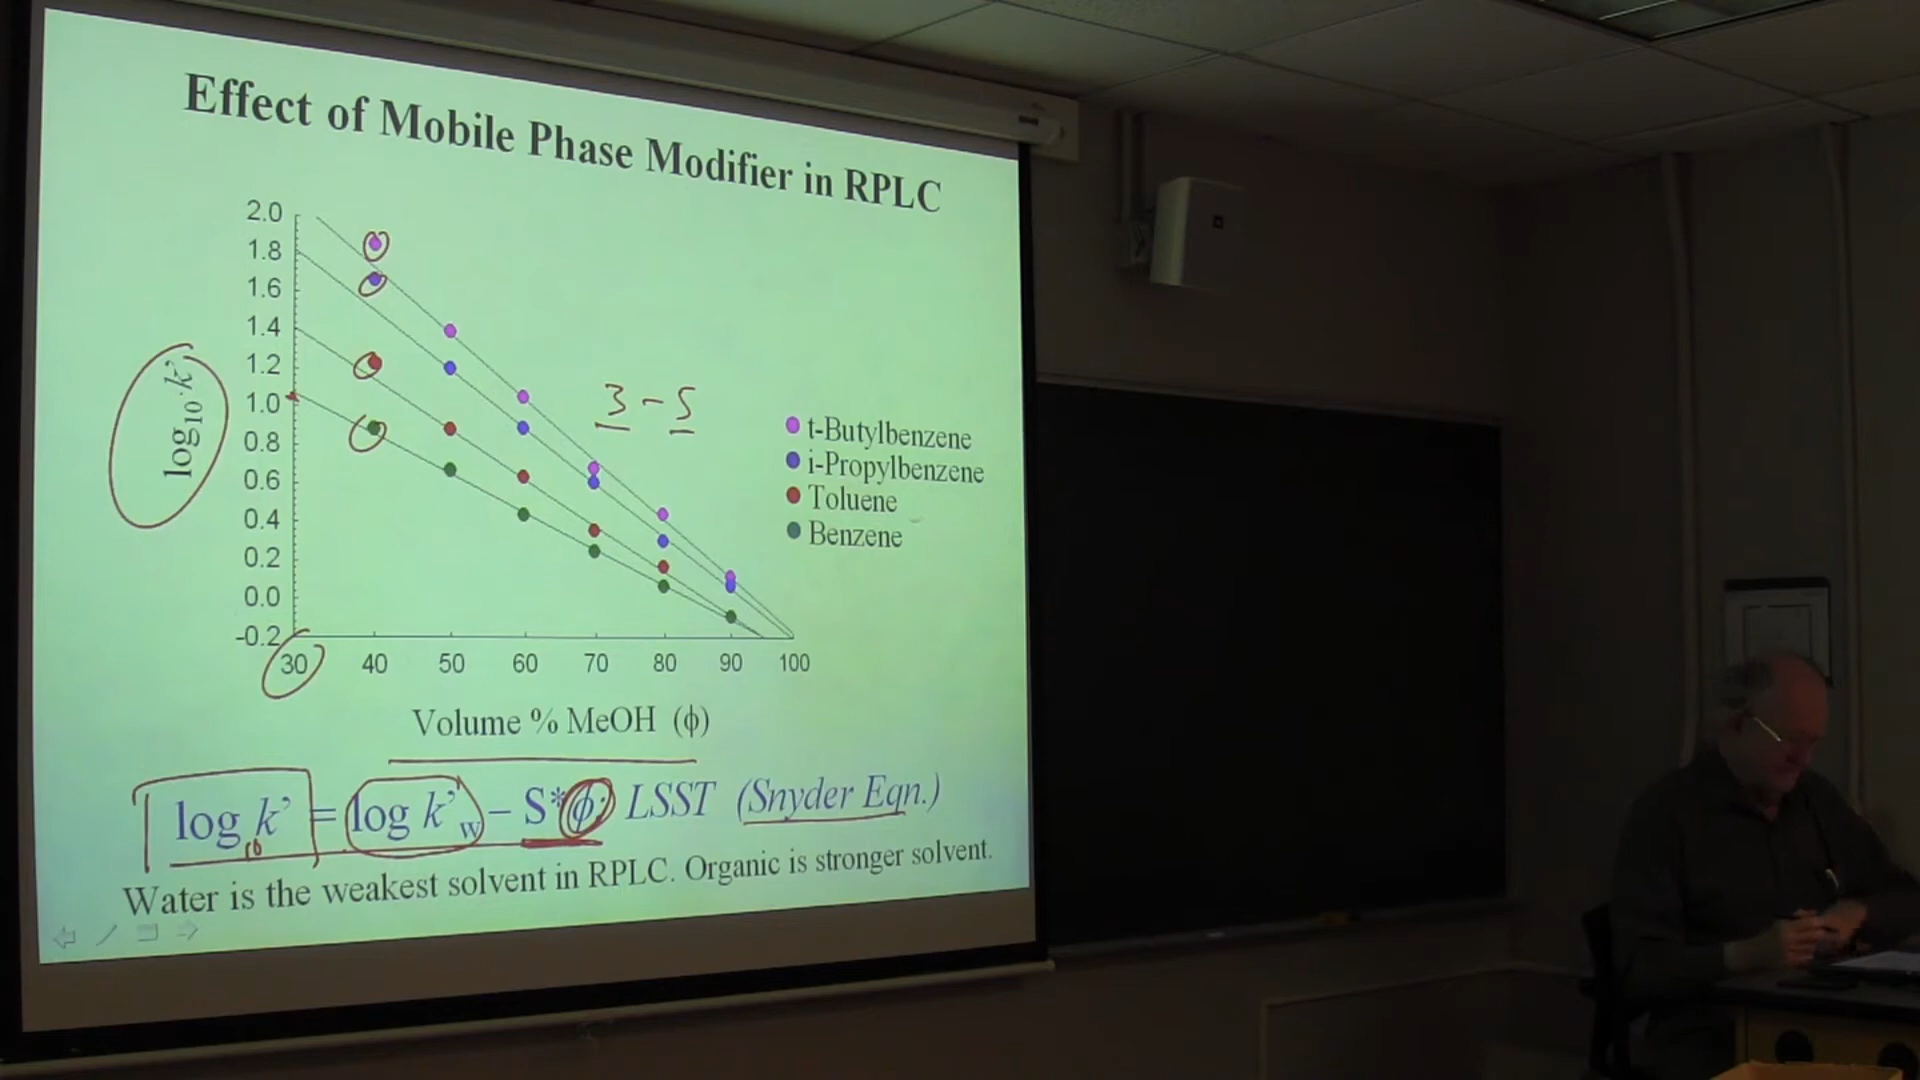 Effect of Mobile Phase Modifier in RPLC
2.0
1.8
1.6
1.4
1.2
1.0
0.8
0.6
0.4
0.2
0.0
-0.2
log10 k'
3 - 5
t-Butylbenzene
i-Propylbenzene
Toluene
Benzene
30 40 50 60 70 80 90 100
Volume % MeOH (ϕ)
log k' = log k'w – S*ϕ; LSST (Snyder Eqn.)
10
Water is the weakest solvent in RPLC. Organic is stronger solvent.